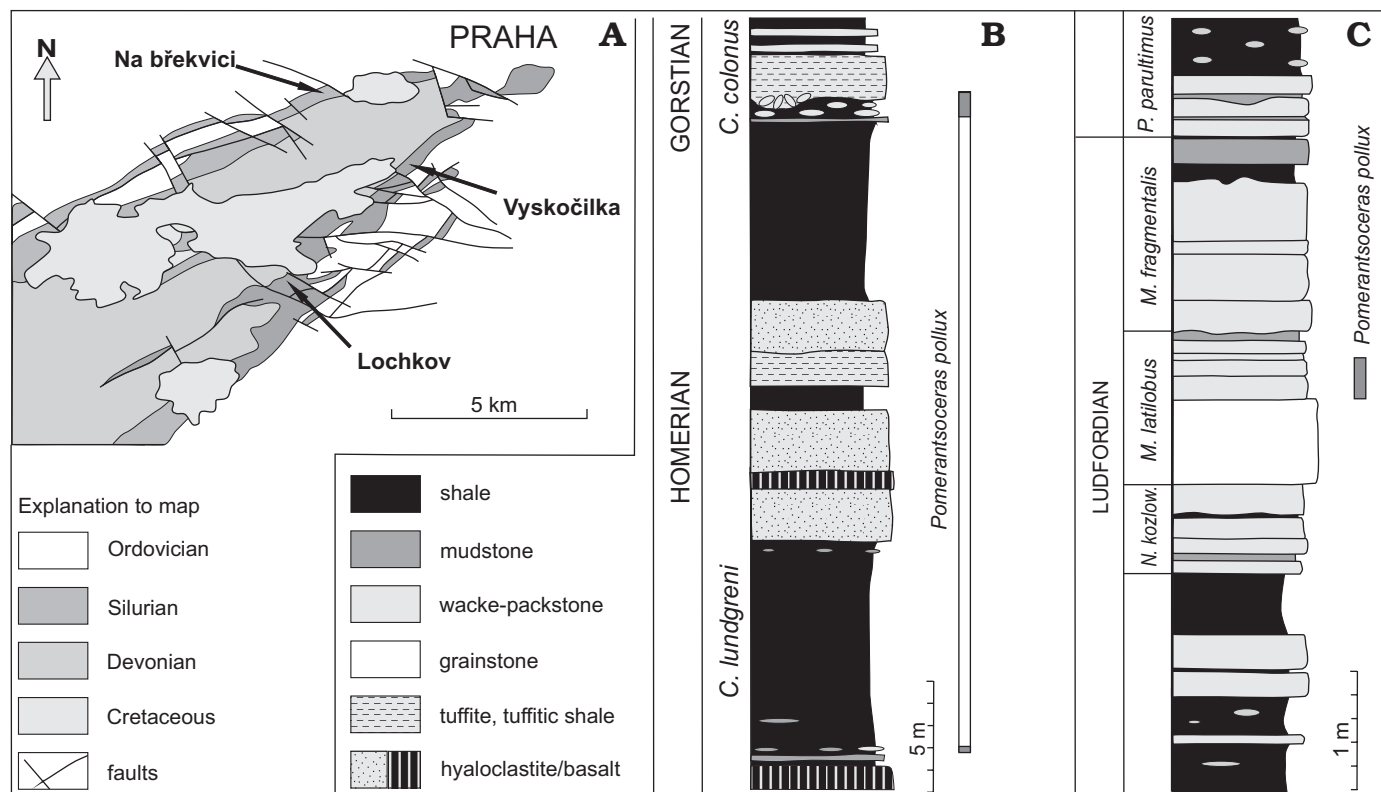 N
PRAHA
A
Na břekvici
Vyskočilka
Lochkov
5 km
Explanation to map
Ordovician
Silurian
Devonian
Cretaceous
faults
shale
mudstone
wacke-packstone
grainstone
tuffite, tuffitic shale
hyaloclastite/basalt
B
GORSTIAN
HOMERIAN
C. colonus
C. lundgreni
5 m
Pomerantsoceras pollux
C
LUDFORDIAN
P. parultimus
M. fragmentalis
M. latilobus
N. kozlow.
Pomerantsoceras pollux
1 m